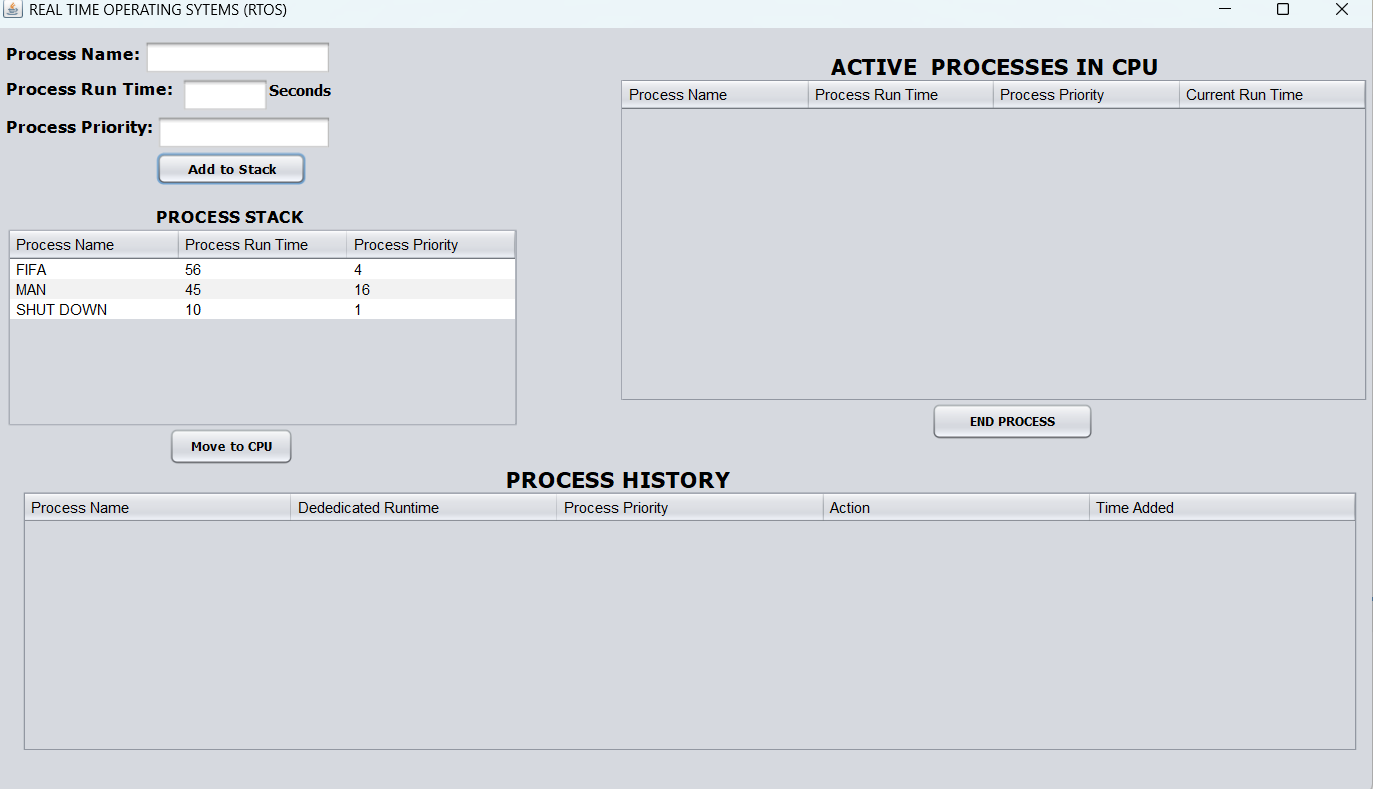 REAL TIME OPERATING SYTEMS (RTOS)
Process Name:
Process Run Time: Seconds
Process Priority:
Add to Stack
PROCESS STACK
Process Name Process Run Time Process Priority
FIFA 56 4
MAN 45 16
SHUT DOWN 10 1
Move to CPU
ACTIVE PROCESSES IN CPU
Process Name Process Run Time Process Priority Current Run Time
END PROCESS
PROCESS HISTORY
Process Name Dededicated Runtime Process Priority Action Time Added